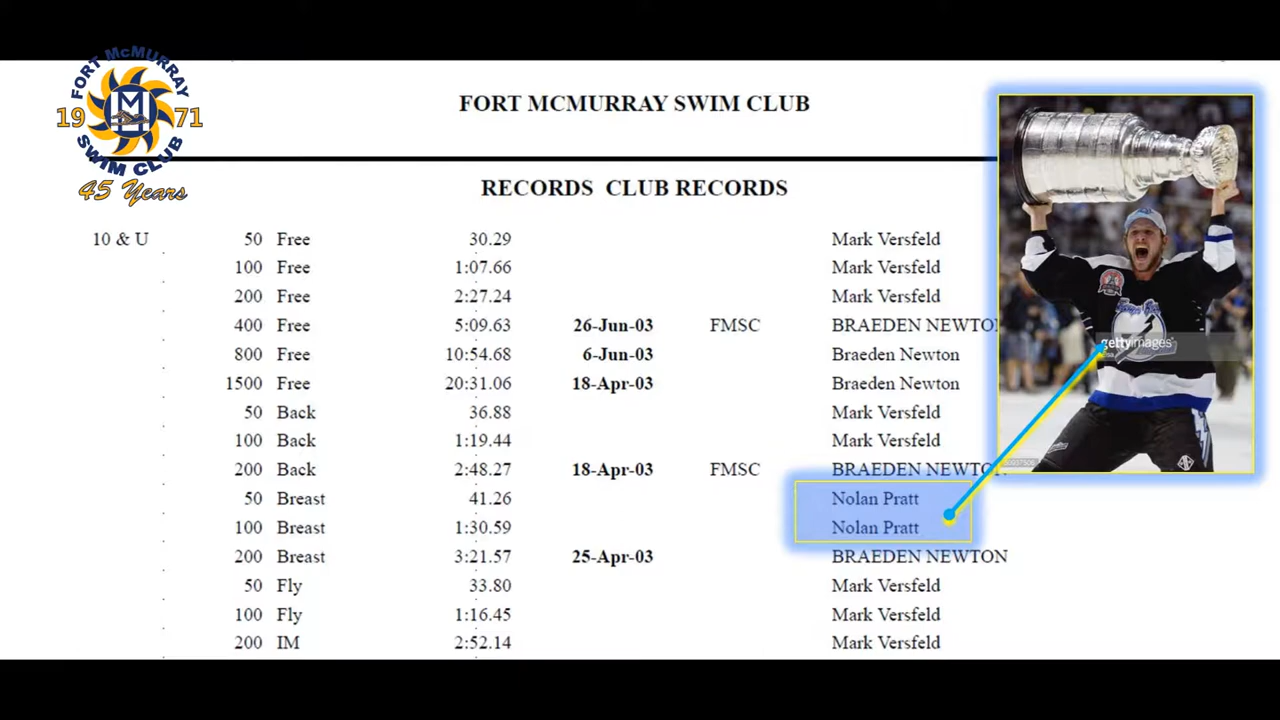 FORT McMURRAY
19 71
SWIM CLUB
45 Years
FORT MCMURRAY SWIM CLUB
RECORDS CLUB RECORDS
10 & U 50 Free 30.29 Mark Versfeld
100 Free 1:07.66 Mark Versfeld
200 Free 2:27.24 Mark Versfeld
400 Free 5:09.63 26-Jun-03 FMSC BRAEDEN NEWTON
800 Free 10:54.68 6-Jun-03 Braeden Newton
1500 Free 20:31.06 18-Apr-03 Braeden Newton
50 Back 36.88 Mark Versfeld
100 Back 1:19.44 Mark Versfeld
200 Back 2:48.27 18-Apr-03 FMSC BRAEDEN NEWTON
50 Breast 41.26 Nolan Pratt
100 Breast 1:30.59 Nolan Pratt
200 Breast 3:21.57 25-Apr-03 BRAEDEN NEWTON
50 Fly 33.80 Mark Versfeld
100 Fly 1:16.45 Mark Versfeld
200 IM 2:52.14 Mark Versfeld
gettyimages